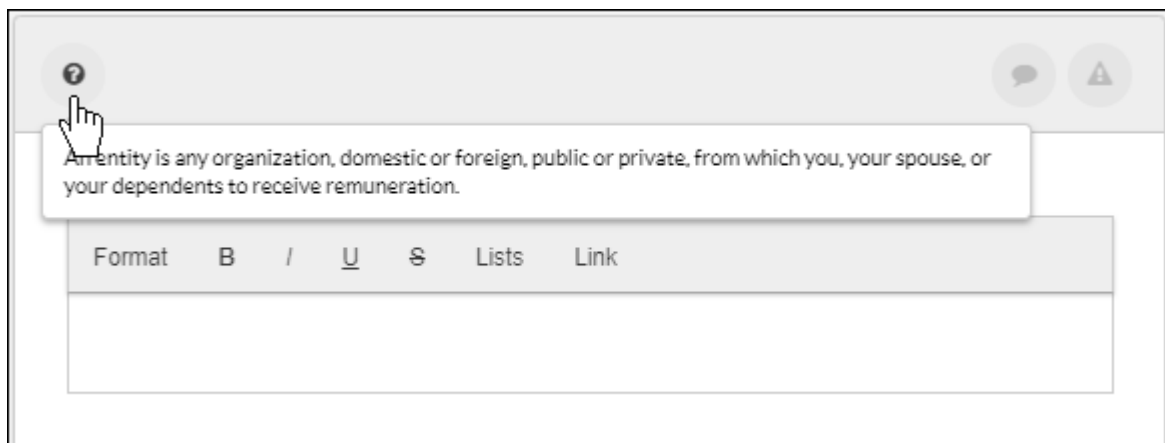 An entity is any organization, domestic or foreign, public or private, from which you, your spouse, or
your dependents to receive remuneration.
Format B I U S Lists Link